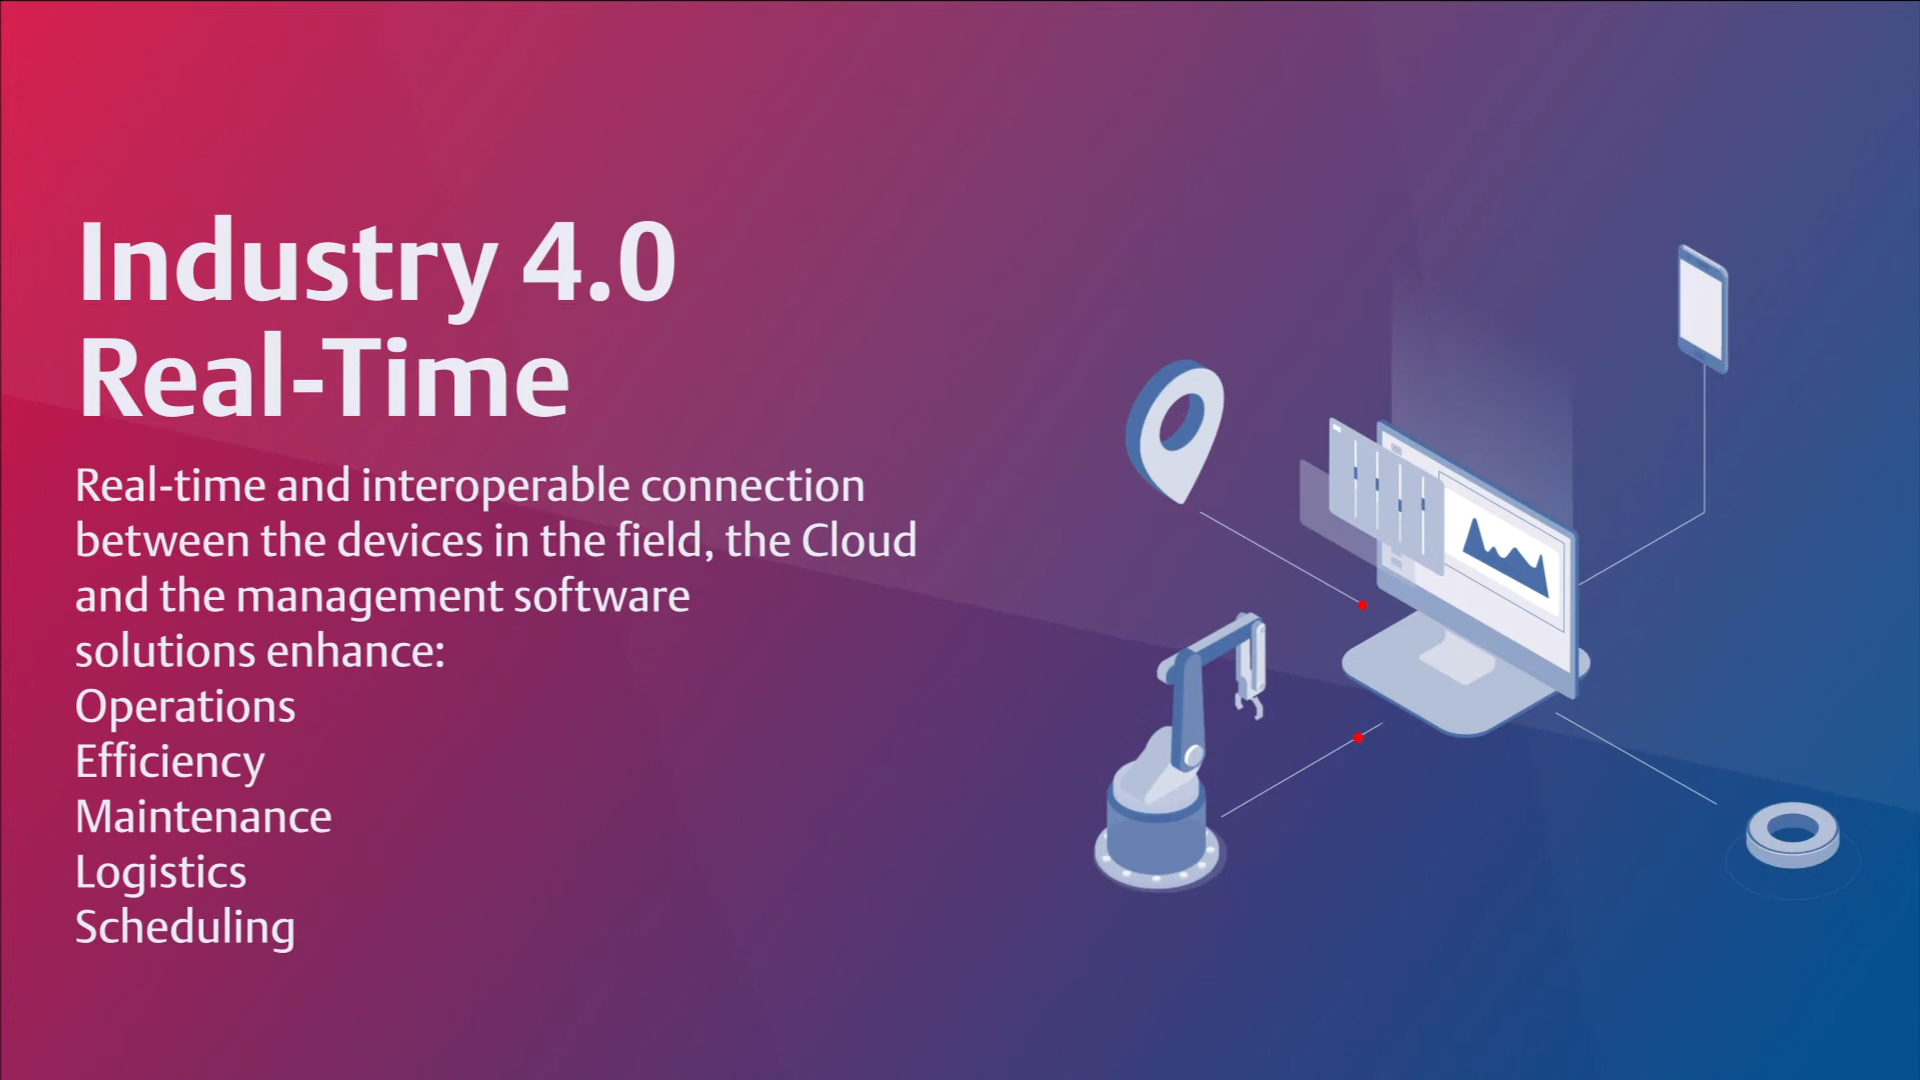 Industry 4.0
Real-Time
Real-time and interoperable connection
between the devices in the field, the Cloud
and the management software
solutions enhance:
Operations
Efficiency
Maintenance
Logistics
Scheduling